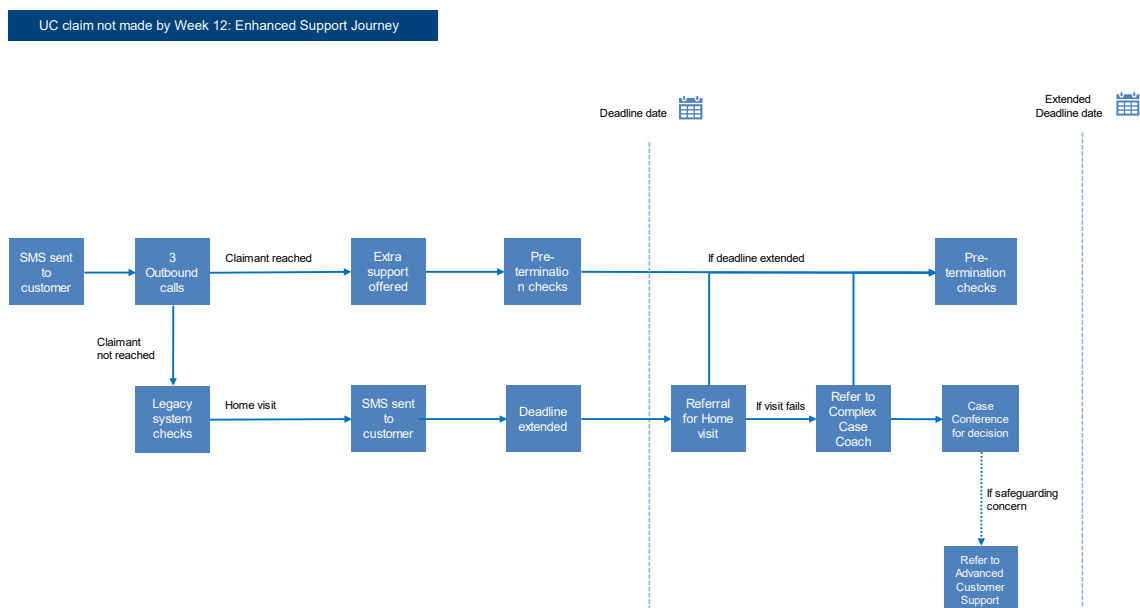 UC claim not made by Week 12: Enhanced Support Journey
Deadline date
Extended
Deadline date
SMS sent
to
customer
3
Outbound
calls
Claimant reached
Extra
support
offered
Pre-
terminatio
n checks
If deadline extended
Pre-
termination
checks
Claimant
not reached
Legacy
system
checks
Home visit
SMS sent
to
customer
Deadline
extended
Referral
for Home
visit
If visit fails
Refer to
Complex
Case
Coach
Case
Conference
for decision
If safeguarding
concern
Refer to
Advanced
Customer
Support